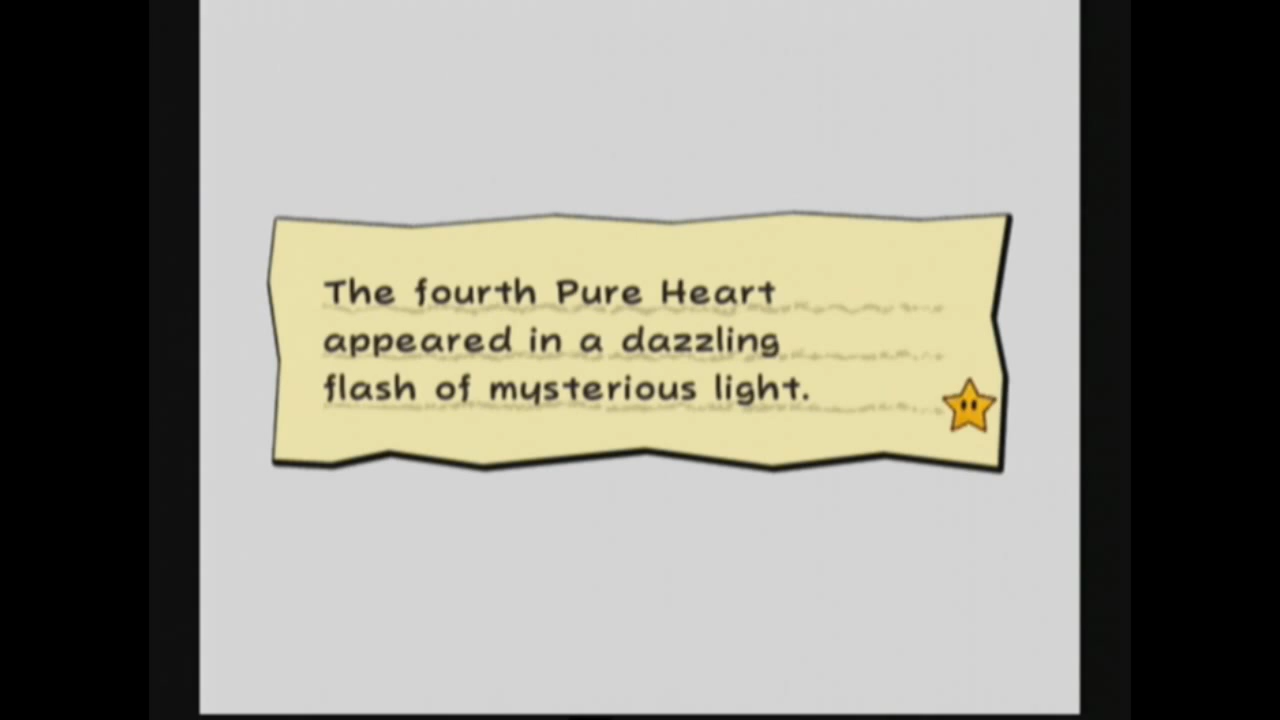 The fourth Pure Heart
appeared in a dazzling
flash of mysterious light.